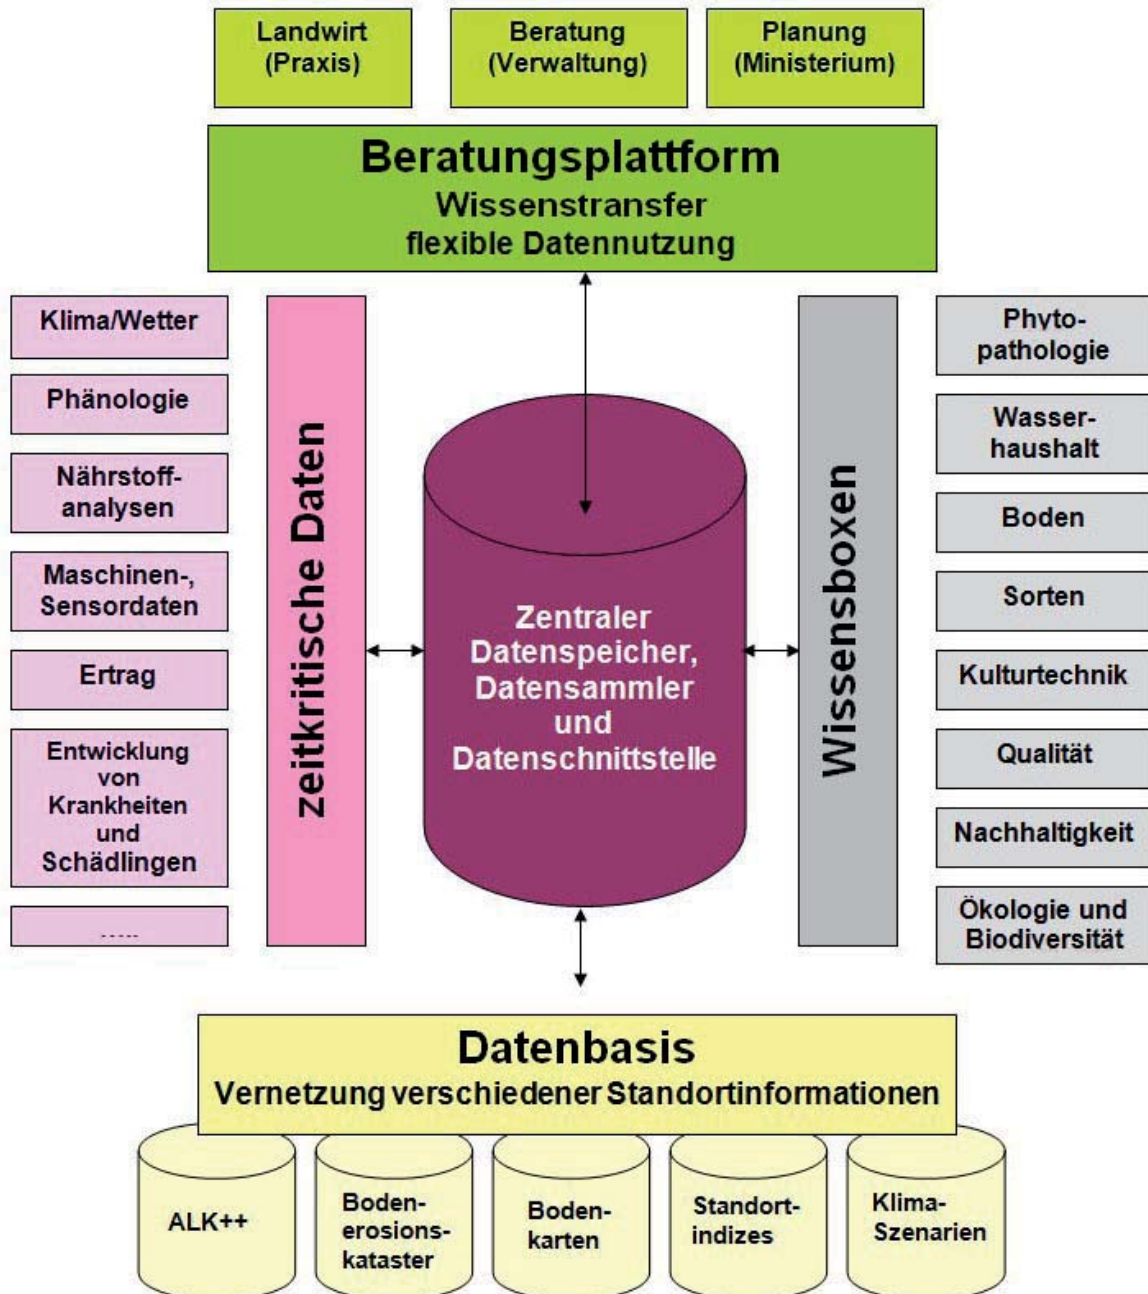 Landwirt
(Praxis)
Beratung
(Verwaltung)
Planung
(Ministerium)
Beratungsplattform
Wissenstransfer
flexible Datennutzung
Klima/Wetter
Phänologie
Nährstoff-
analysen
Maschinen-,
Sensordaten
Ertrag
Entwicklung
von
Krankheiten
und
Schädlingen
.....
zeitkritische Daten
Zentraler
Datenspeicher,
Datensammler
und
Datenschnittstelle
Wissensboxen
Phyto-
pathologie
Wasser-
haushalt
Boden
Sorten
Kulturtechnik
Qualität
Nachhaltigkeit
Ökologie und
Biodiversität
Datenbasis
Vernetzung verschiedener Standortinformationen
ALK++
Boden-
erosions-
kataster
Boden-
karten
Standort-
indizes
Klima-
Szenarien